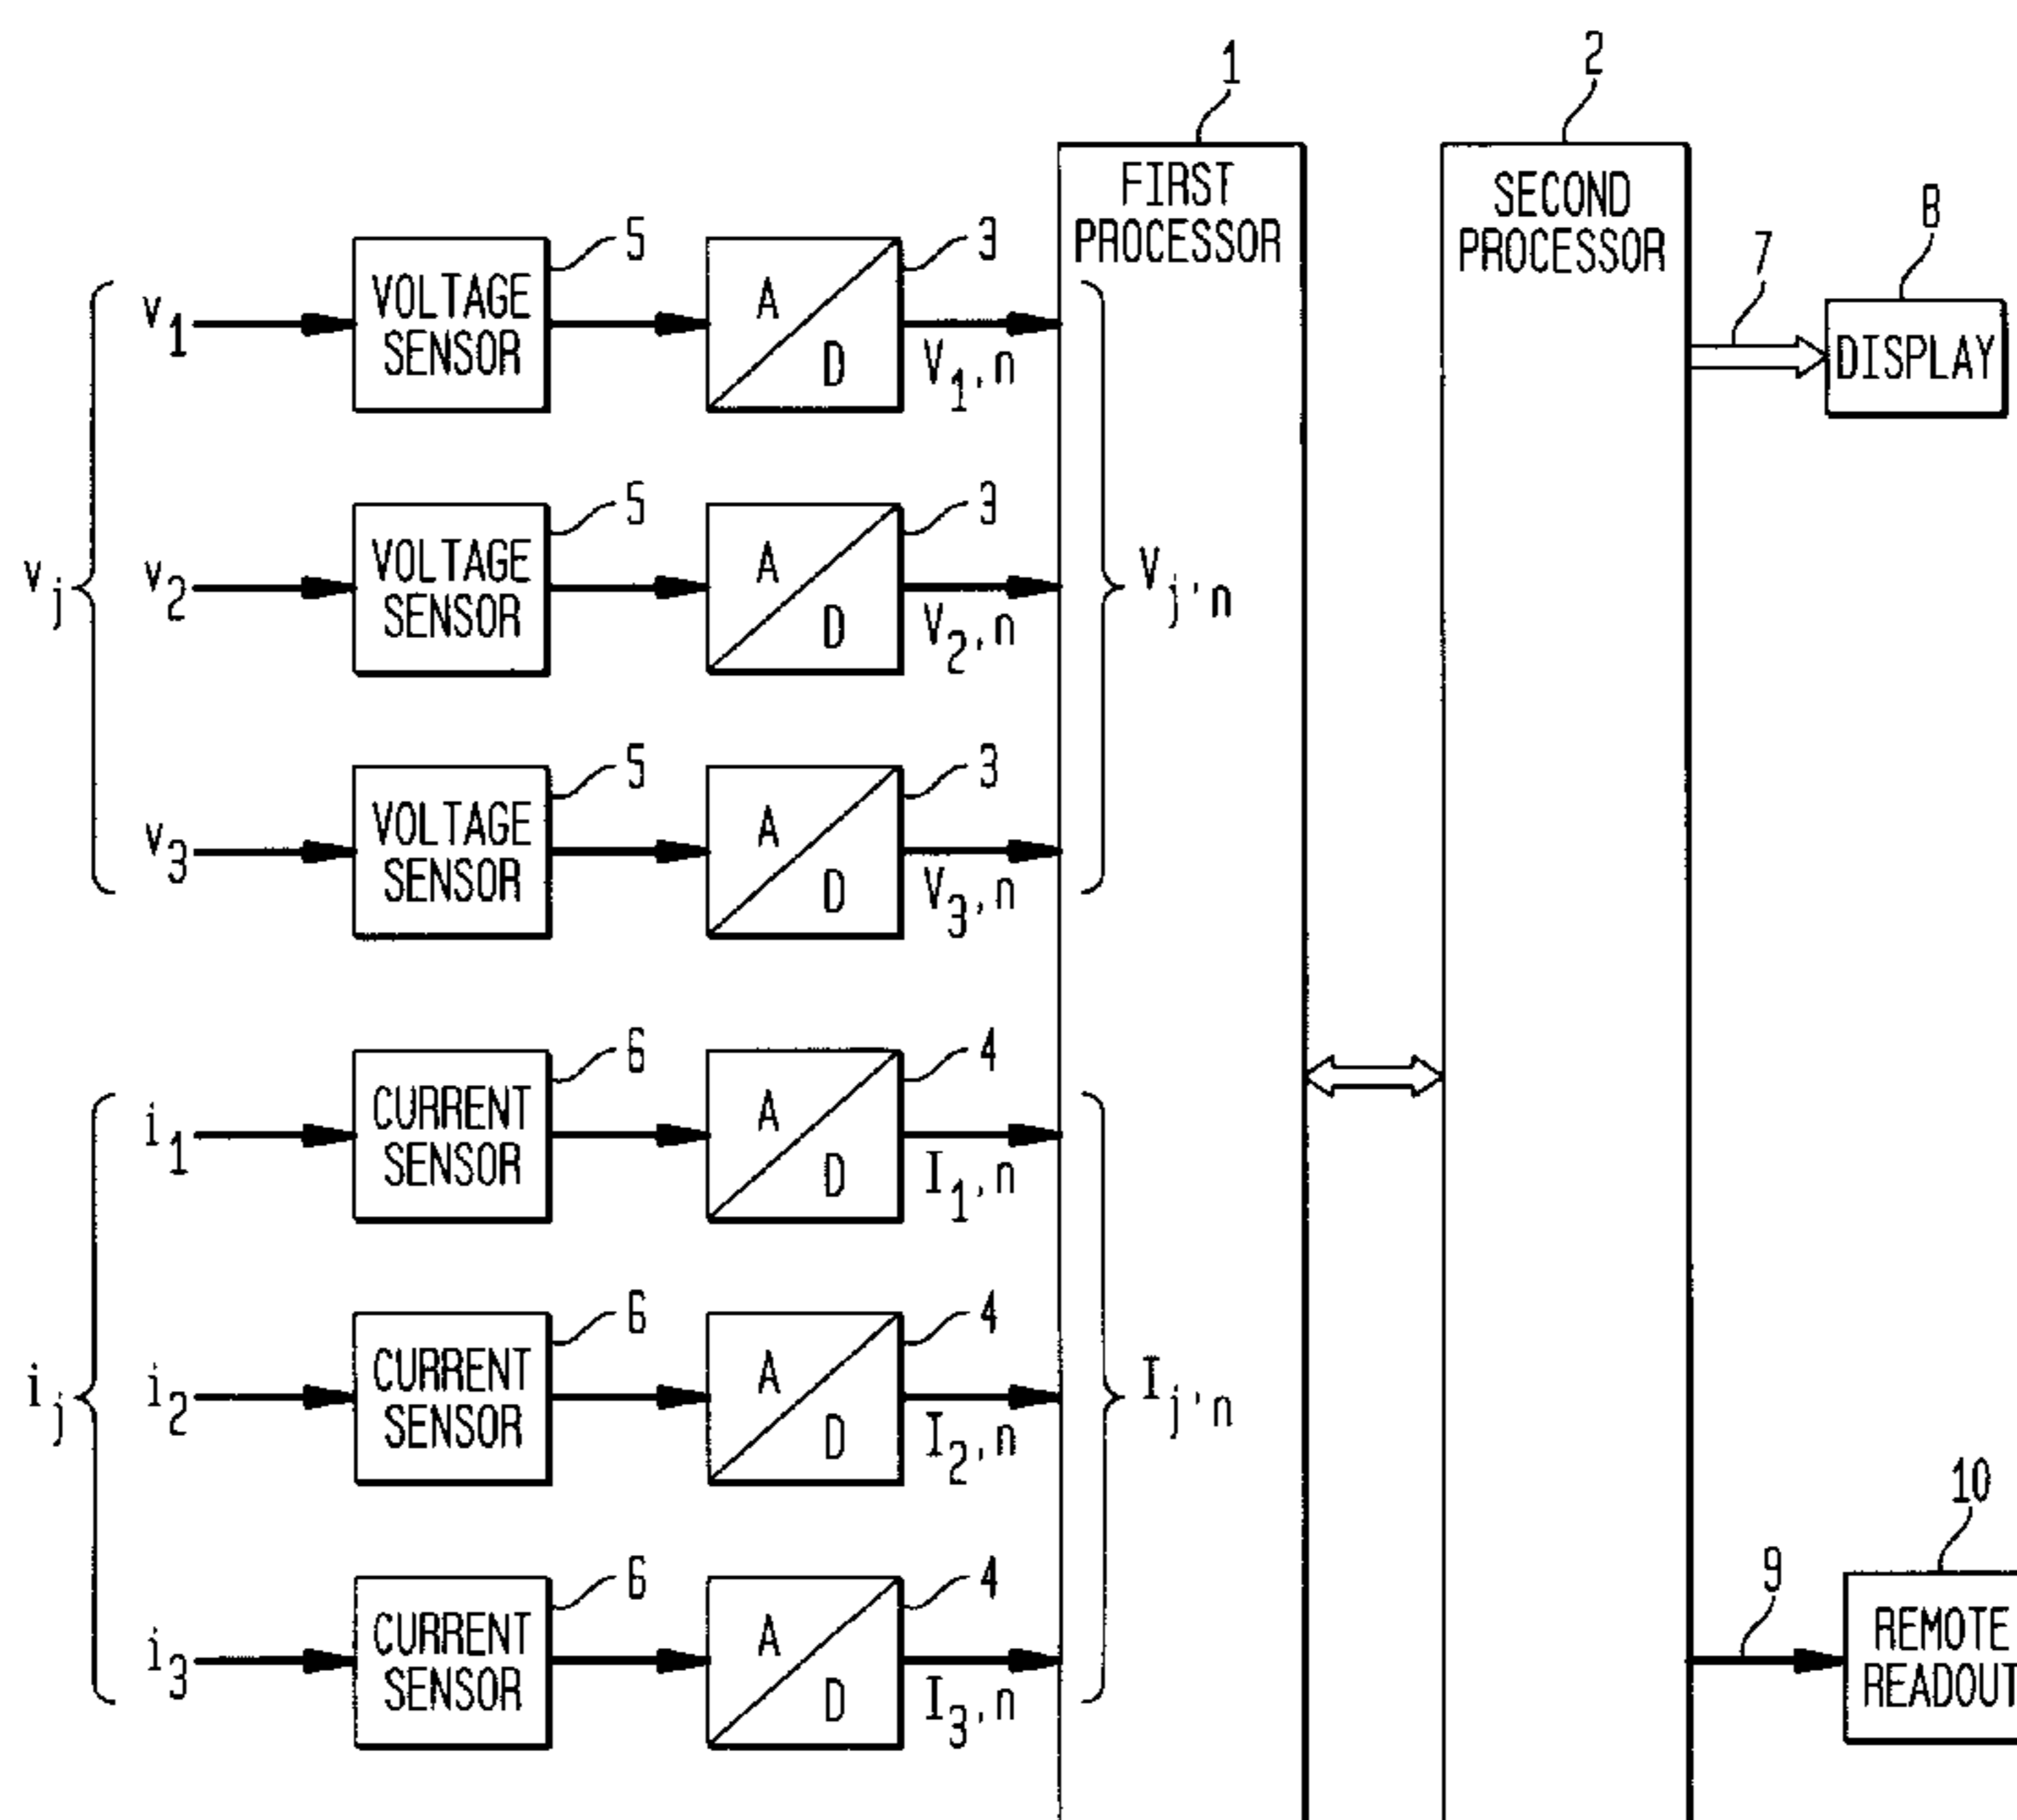 1
2
FIRST
PROCESSOR
SECOND
PROCESSOR
8
7
DISPLAY
v1
VOLTAGE
SENSOR
5
A
D
3
V1,n
vj
v2
VOLTAGE
SENSOR
5
A
D
3
V2,n
Vj,n
v3
VOLTAGE
SENSOR
5
A
D
3
V3,n
i1
CURRENT
SENSOR
6
A
D
4
I1,n
ij
i2
CURRENT
SENSOR
6
A
D
4
I2,n
Ij,n
i3
CURRENT
SENSOR
6
A
D
4
I3,n
9
10
REMOTE
READOUT